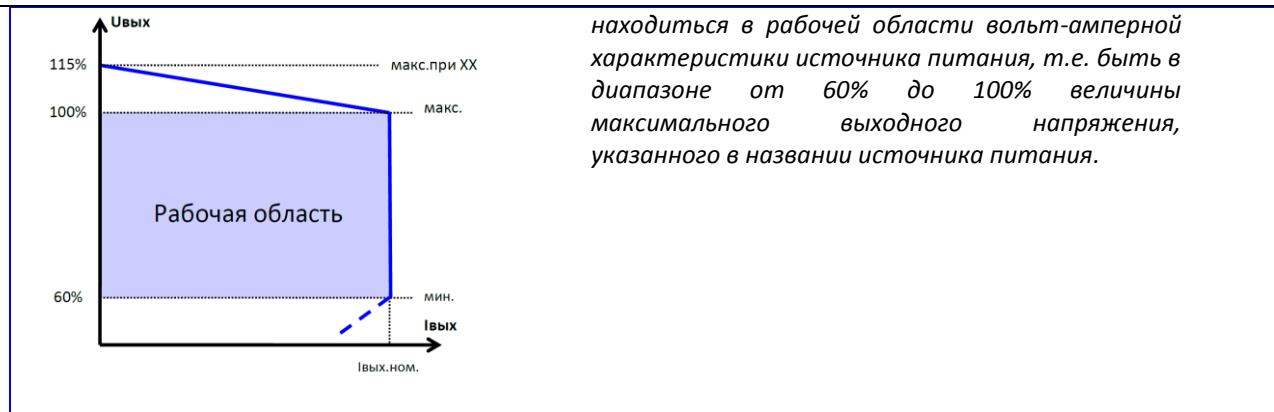 Uвых
115%
макс.при ХХ
100%
макс.
Рабочая область
60%
мин.
Iвых
Iвых.ном.
находиться в рабочей области вольт-амперной
характеристики источника питания, т.е. быть в
диапазоне от 60% до 100% величины
максимального выходного напряжения,
указанного в названии источника питания.